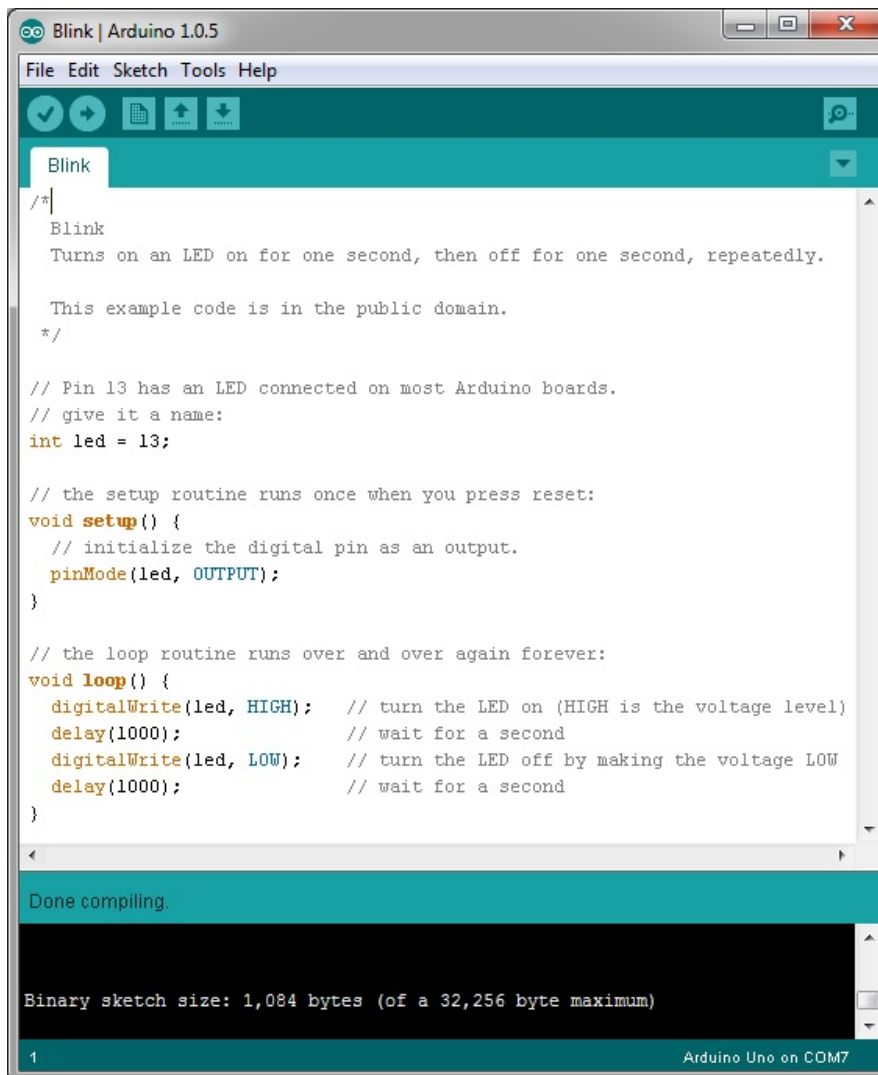 Blink | Arduino 1.0.5
File Edit Sketch Tools Help
Blink
/*
  Blink
  Turns on an LED on for one second, then off for one second, repeatedly.

  This example code is in the public domain.
 */

// Pin 13 has an LED connected on most Arduino boards.
// give it a name:
int led = 13;

// the setup routine runs once when you press reset:
void setup() {
  // initialize the digital pin as an output.
  pinMode(led, OUTPUT);
}

// the loop routine runs over and over again forever:
void loop() {
  digitalWrite(led, HIGH);   // turn the LED on (HIGH is the voltage level)
  delay(1000);               // wait for a second
  digitalWrite(led, LOW);    // turn the LED off by making the voltage LOW
  delay(1000);               // wait for a second
}
Done compiling.
Binary sketch size: 1,084 bytes (of a 32,256 byte maximum)
1 Arduino Uno on COM7